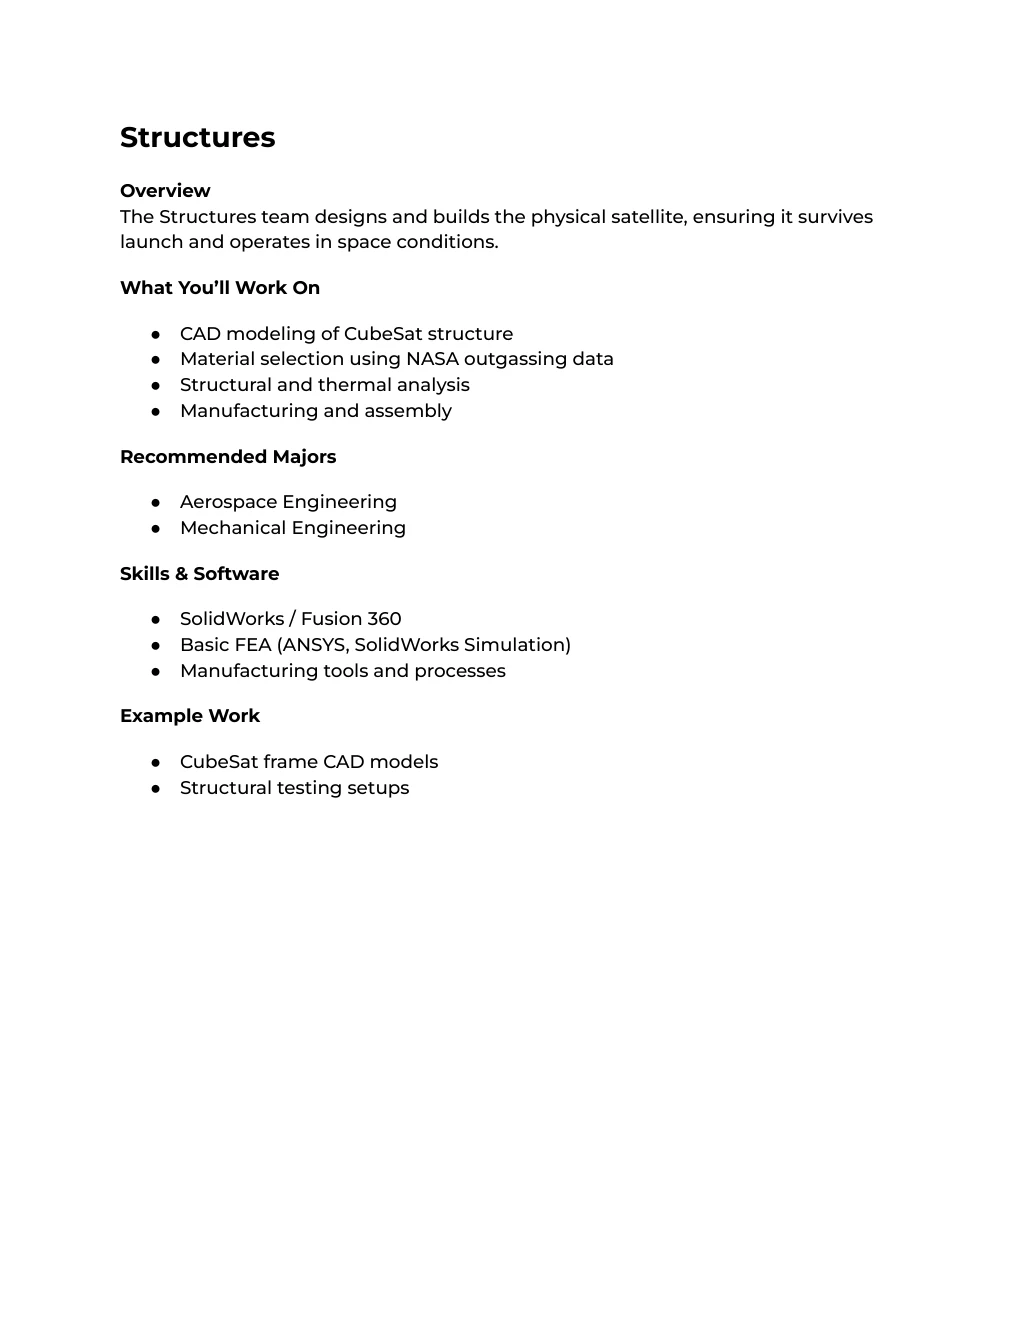 Structures
Overview
The Structures team designs and builds the physical satellite, ensuring it survives
launch and operates in space conditions.
What You’ll Work On
● CAD modeling of CubeSat structure
● Material selection using NASA outgassing data
● Structural and thermal analysis
● Manufacturing and assembly
Recommended Majors
● Aerospace Engineering
● Mechanical Engineering
Skills & Software
● SolidWorks / Fusion 360
● Basic FEA (ANSYS, SolidWorks Simulation)
● Manufacturing tools and processes
Example Work
● CubeSat frame CAD models
● Structural testing setups